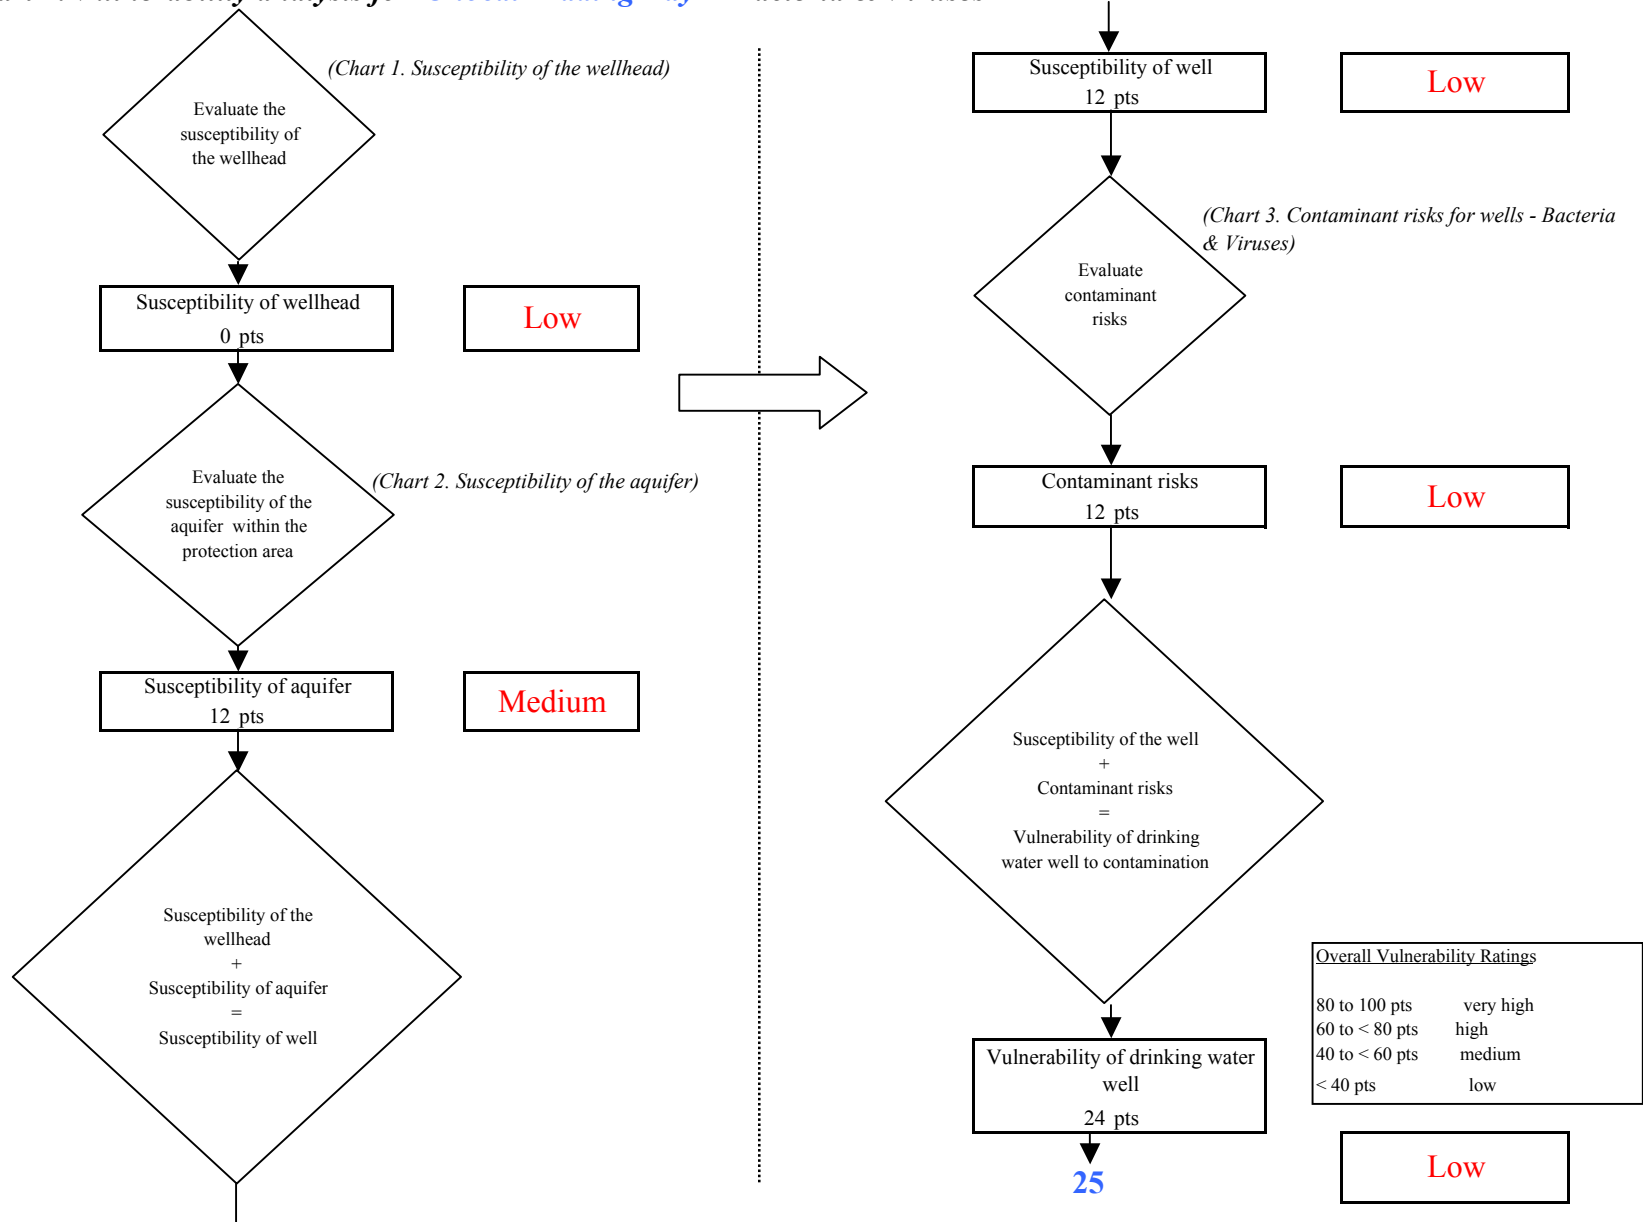 (Chart 1. Susceptibility of the wellhead)
Evaluate the
susceptibility of
the wellhead
Susceptibility of wellhead
0 pts
Low
Evaluate the
susceptibility of the
aquifer within the
protection area
(Chart 2. Susceptibility of the aquifer)
Susceptibility of aquifer
12 pts
Medium
Susceptibility of the
wellhead
+
Susceptibility of aquifer
=
Susceptibility of well
Susceptibility of well
12 pts
Low
(Chart 3. Contaminant risks for wells - Bacteria
& Viruses)
Evaluate
contaminant
risks
Contaminant risks
12 pts
Low
Susceptibility of the well
+
Contaminant risks
=
Vulnerability of drinking
water well to contamination
Overall Vulnerability Ratings
80 to 100 pts very high
60 to < 80 pts high
40 to < 60 pts medium
< 40 pts low
Vulnerability of drinking water
well
24 pts
25
Low